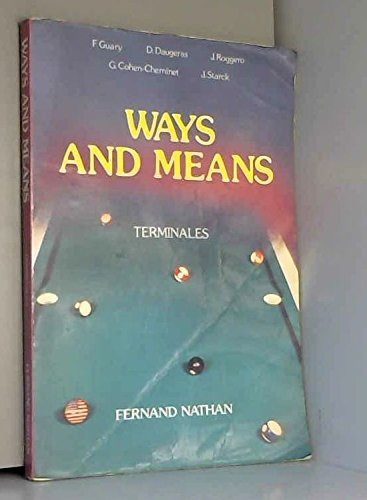 F. Guary D. Daugeras J. Roggero
G. Cohen-Cheminet J. Starck
WAYS
AND MEANS
TERMINALES
FERNAND NATHAN
WAYS AND MEANS